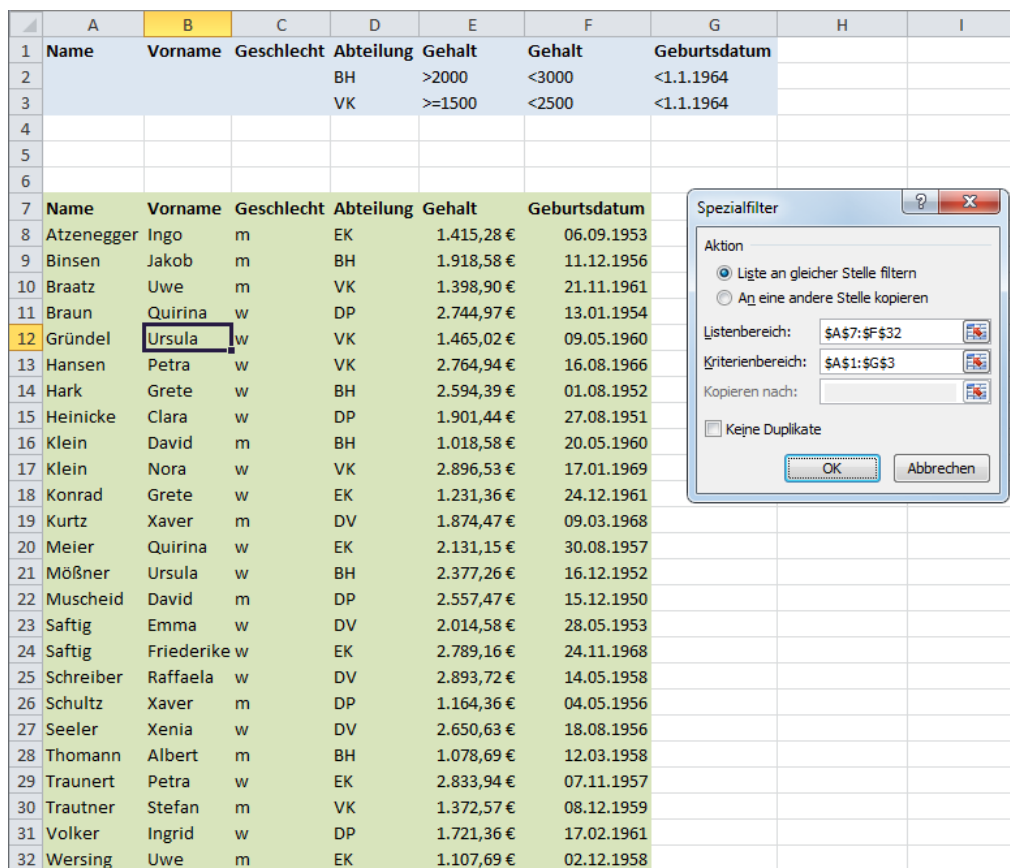 A B C D E F G H I
1 Name Vorname Geschlecht Abteilung Gehalt Gehalt Geburtsdatum
2 BH >2000 <3000 <1.1.1964
3 VK >=1500 <2500 <1.1.1964
4
5
6
7 Name Vorname Geschlecht Abteilung Gehalt Geburtsdatum
8 Atzenegger Ingo m EK 1.415,28 € 06.09.1953
9 Binsen Jakob m BH 1.918,58 € 11.12.1956
10 Braatz Uwe m VK 1.398,90 € 21.11.1961
11 Braun Quirina w DP 2.744,97 € 13.01.1954
12 Gründel Ursula w VK 1.465,02 € 09.05.1960
13 Hansen Petra w VK 2.764,94 € 16.08.1966
14 Hark Grete w BH 2.594,39 € 01.08.1952
15 Heinicke Clara w DP 1.901,44 € 27.08.1951
16 Klein David m BH 1.018,58 € 20.05.1960
17 Klein Nora w VK 2.896,53 € 17.01.1969
18 Konrad Grete w EK 1.231,36 € 24.12.1961
19 Kurtz Xaver m DV 1.874,47 € 09.03.1968
20 Meier Quirina w EK 2.131,15 € 30.08.1957
21 Mößner Ursula w BH 2.377,26 € 16.12.1952
22 Muscheid David m DP 2.557,47 € 15.12.1950
23 Saftig Emma w DV 2.014,58 € 28.05.1953
24 Saftig Friederike w EK 2.789,16 € 24.11.1968
25 Schreiber Raffaela w DV 2.893,72 € 14.05.1958
26 Schultz Xaver m DP 1.164,36 € 04.05.1956
27 Seeler Xenia w DV 2.650,63 € 18.08.1956
28 Thomann Albert m BH 1.078,69 € 12.03.1958
29 Traunert Petra w EK 2.833,94 € 07.11.1957
30 Trautner Stefan m VK 1.372,57 € 08.12.1959
31 Volker Ingrid w DP 1.721,36 € 17.02.1961
32 Wersing Uwe m EK 1.107,69 € 02.12.1958
Spezialfilter ? X
Aktion
Liste an gleicher Stelle filtern
An eine andere Stelle kopieren
Listenbereich: $A$7:$F$32
Kriterienbereich: $A$1:$G$3
Kopieren nach:
Keine Duplikate
OK Abbrechen